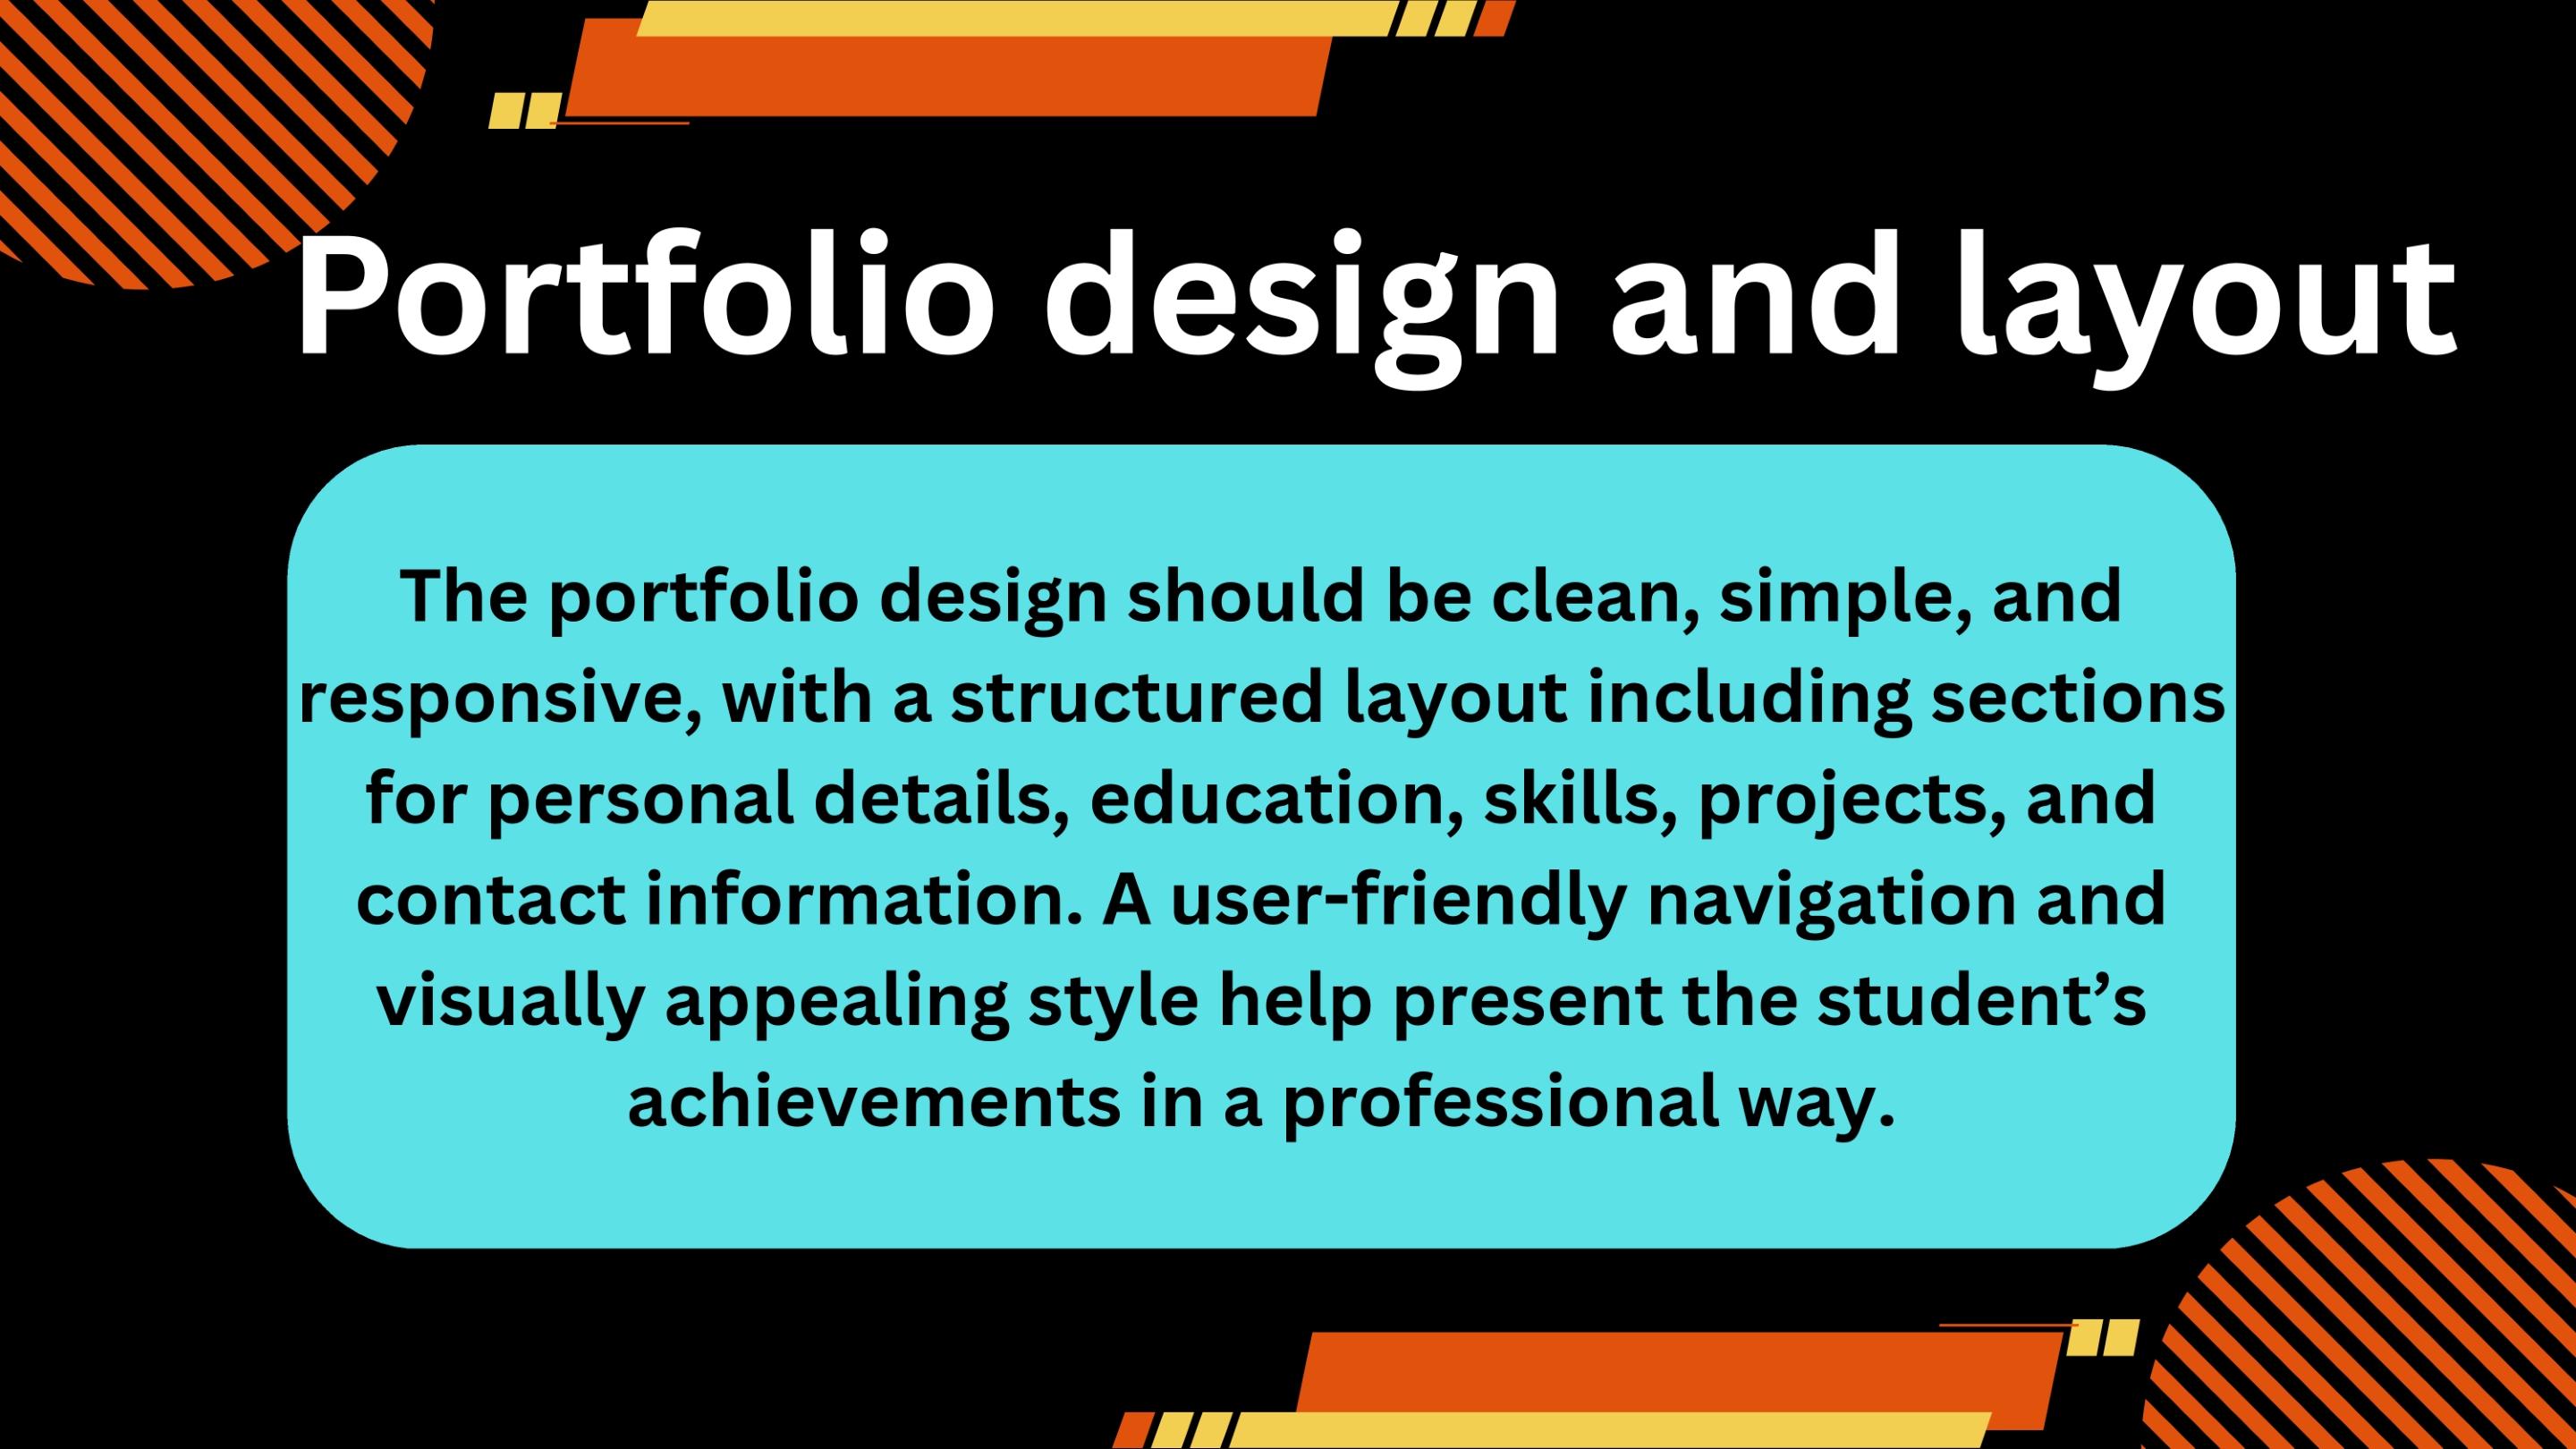 Portfolio design and layout
The portfolio design should be clean, simple, and
responsive, with a structured layout including sections
for personal details, education, skills, projects, and
contact information. A user-friendly navigation and
visually appealing style help present the student’s
achievements in a professional way.